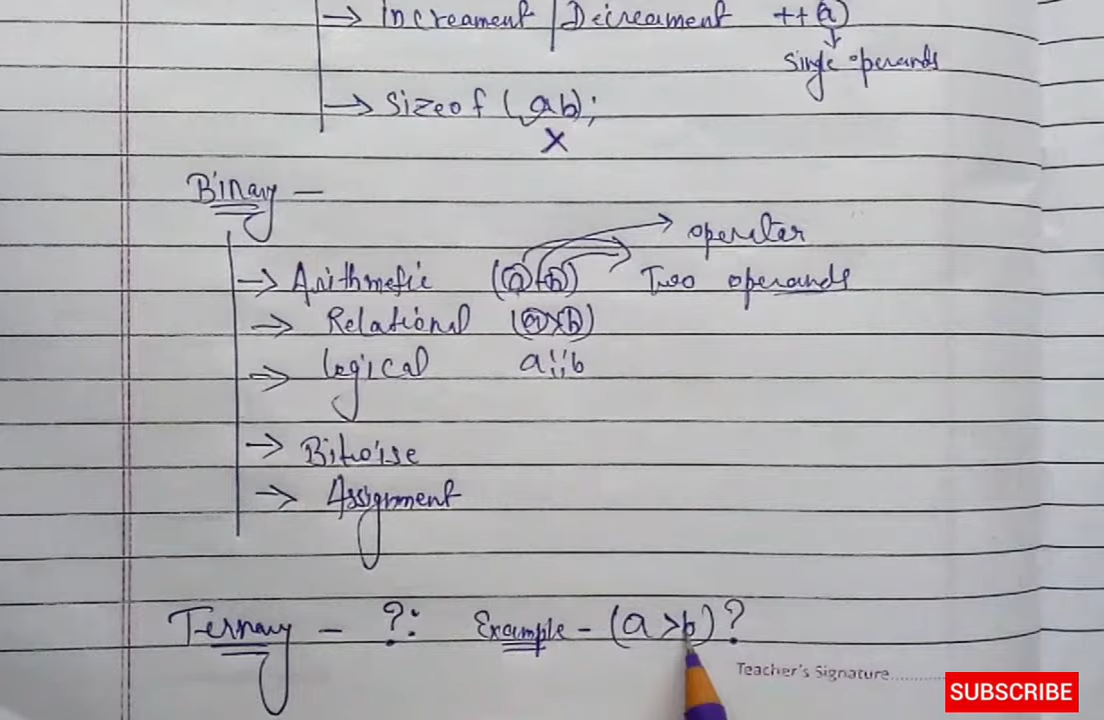 → Increament / Decreament ++(a)
Single operands
→ Sizeof (ab);
X
Binary –
operator
→ Arithmetic (a+b) Two operands
→ Relational (a>b)
→ logical a¦¦b
→ Bitwise
→ Assignment
Ternary – ?: Example – (a>b)?
Teacher's Signature..........
SUBSCRIBE